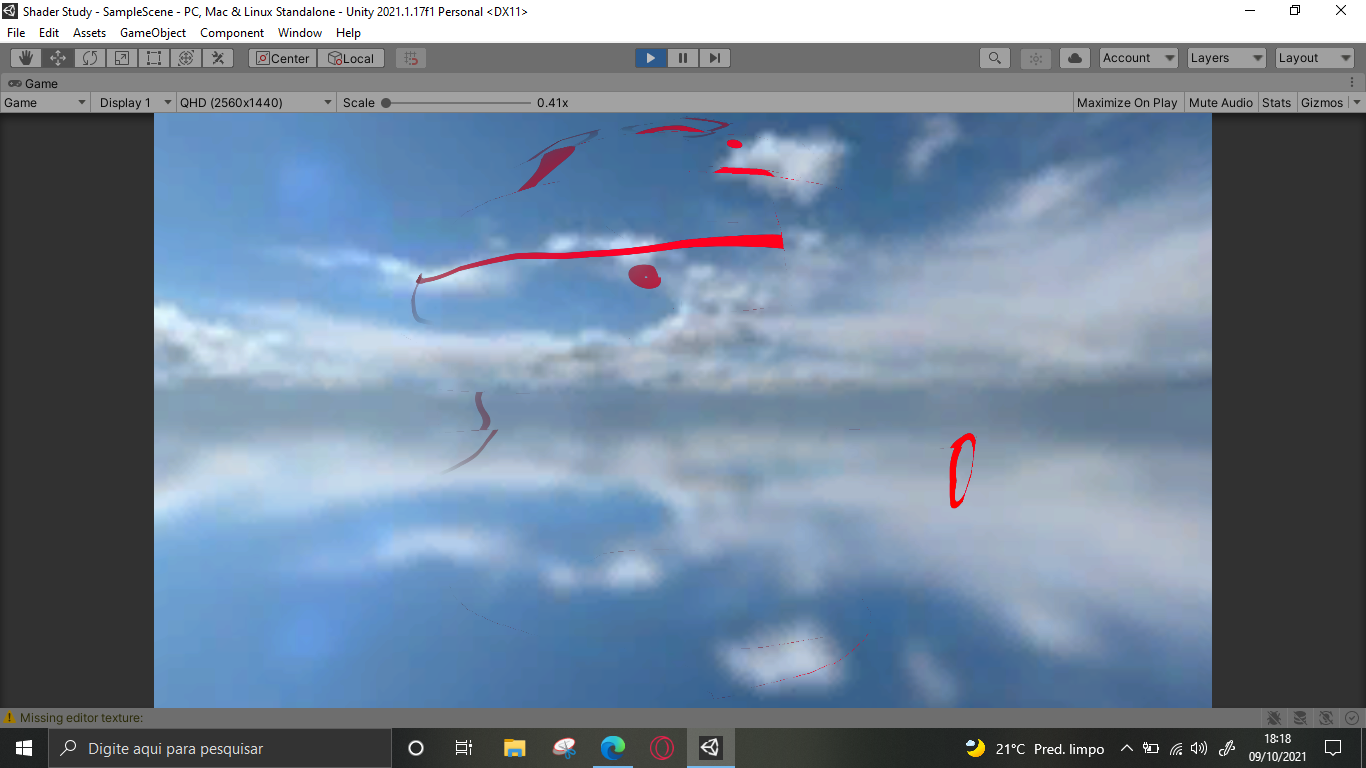 Shader Study - SampleScene - PC, Mac & Linux Standalone - Unity 2021.1.17f1 Personal <DX11>
File Edit Assets GameObject Component Window Help
Center Local Account Layers Layout
Game
Game Display 1 QHD (2560x1440) Scale 0.41x Maximize On Play Mute Audio Stats Gizmos
Missing editor texture:
Digite aqui para pesquisar 21°C Pred. limpo 18:18
09/10/2021